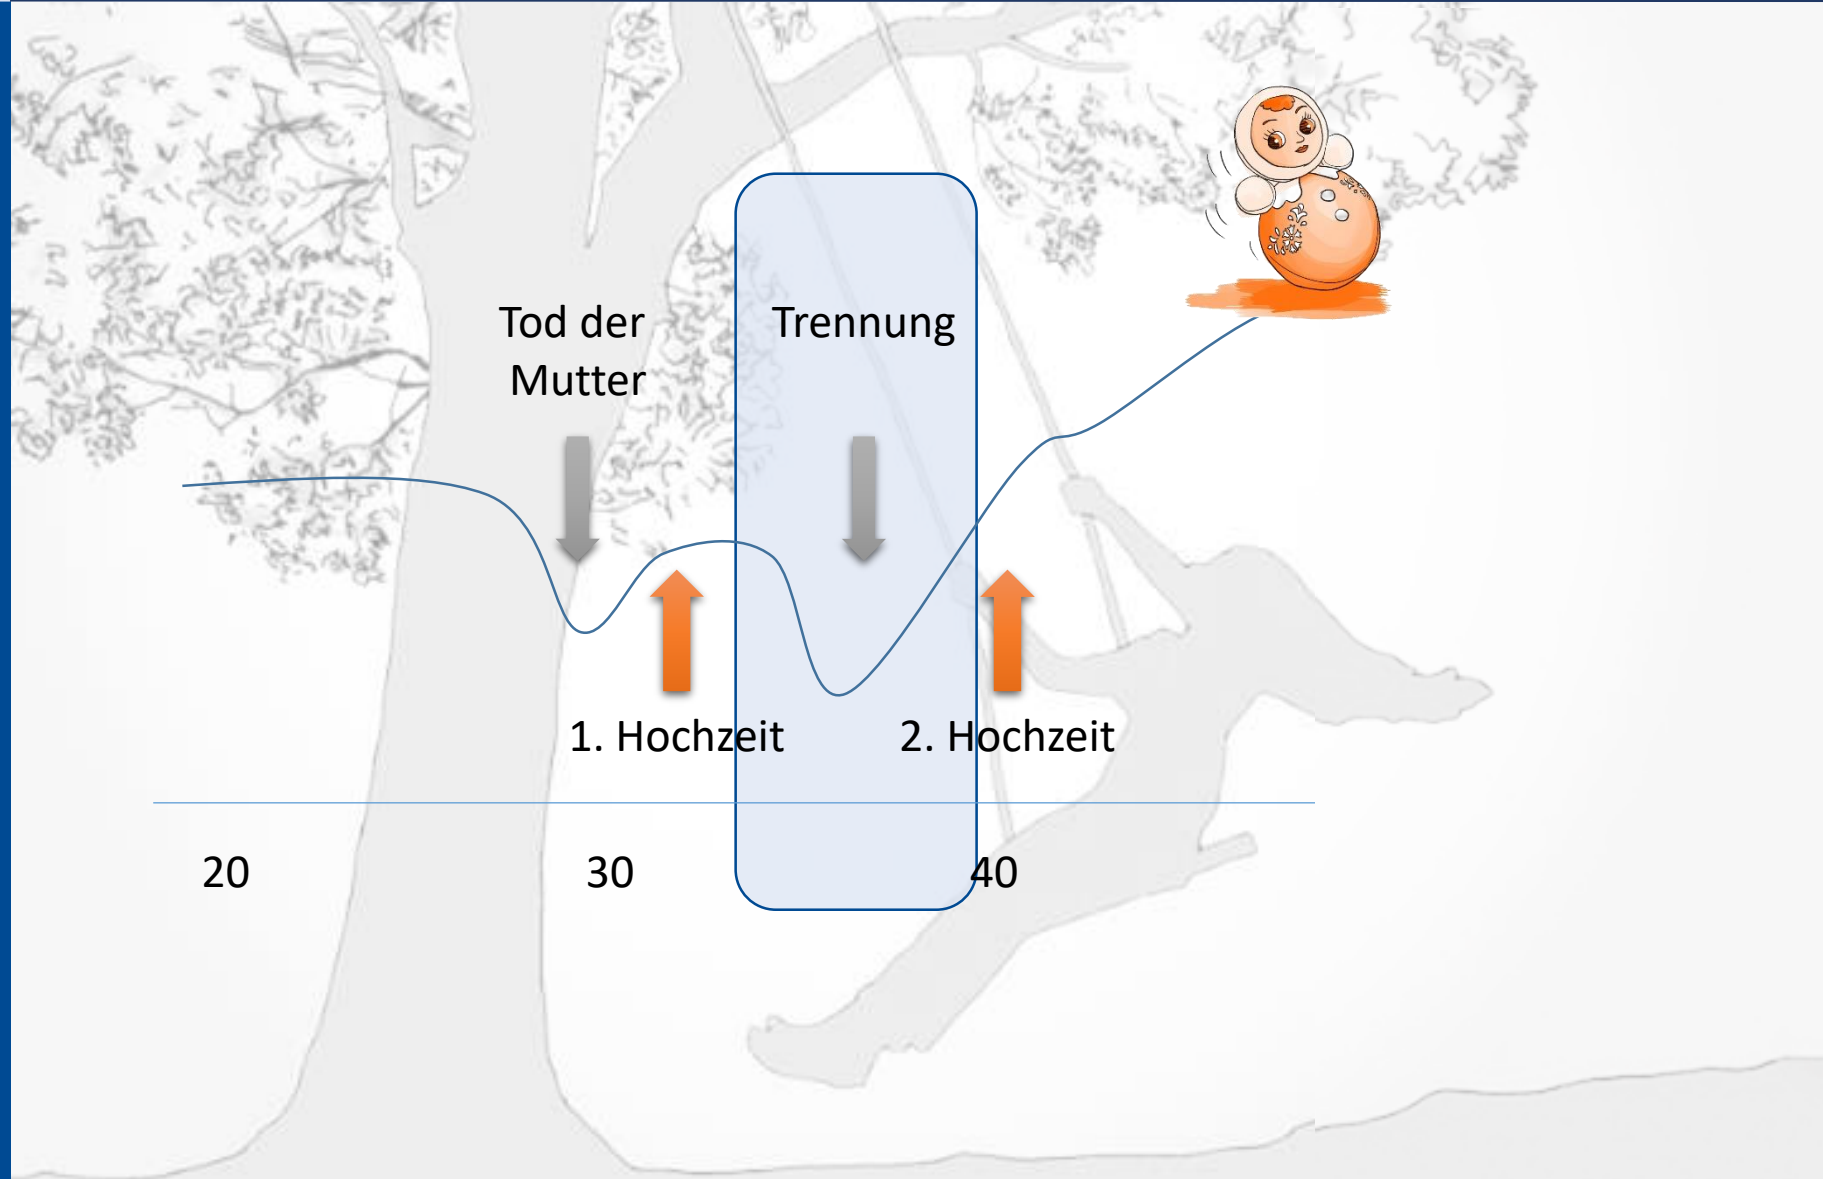 Tod der
Mutter
Trennung
1. Hochzeit
2. Hochzeit
20
30
40